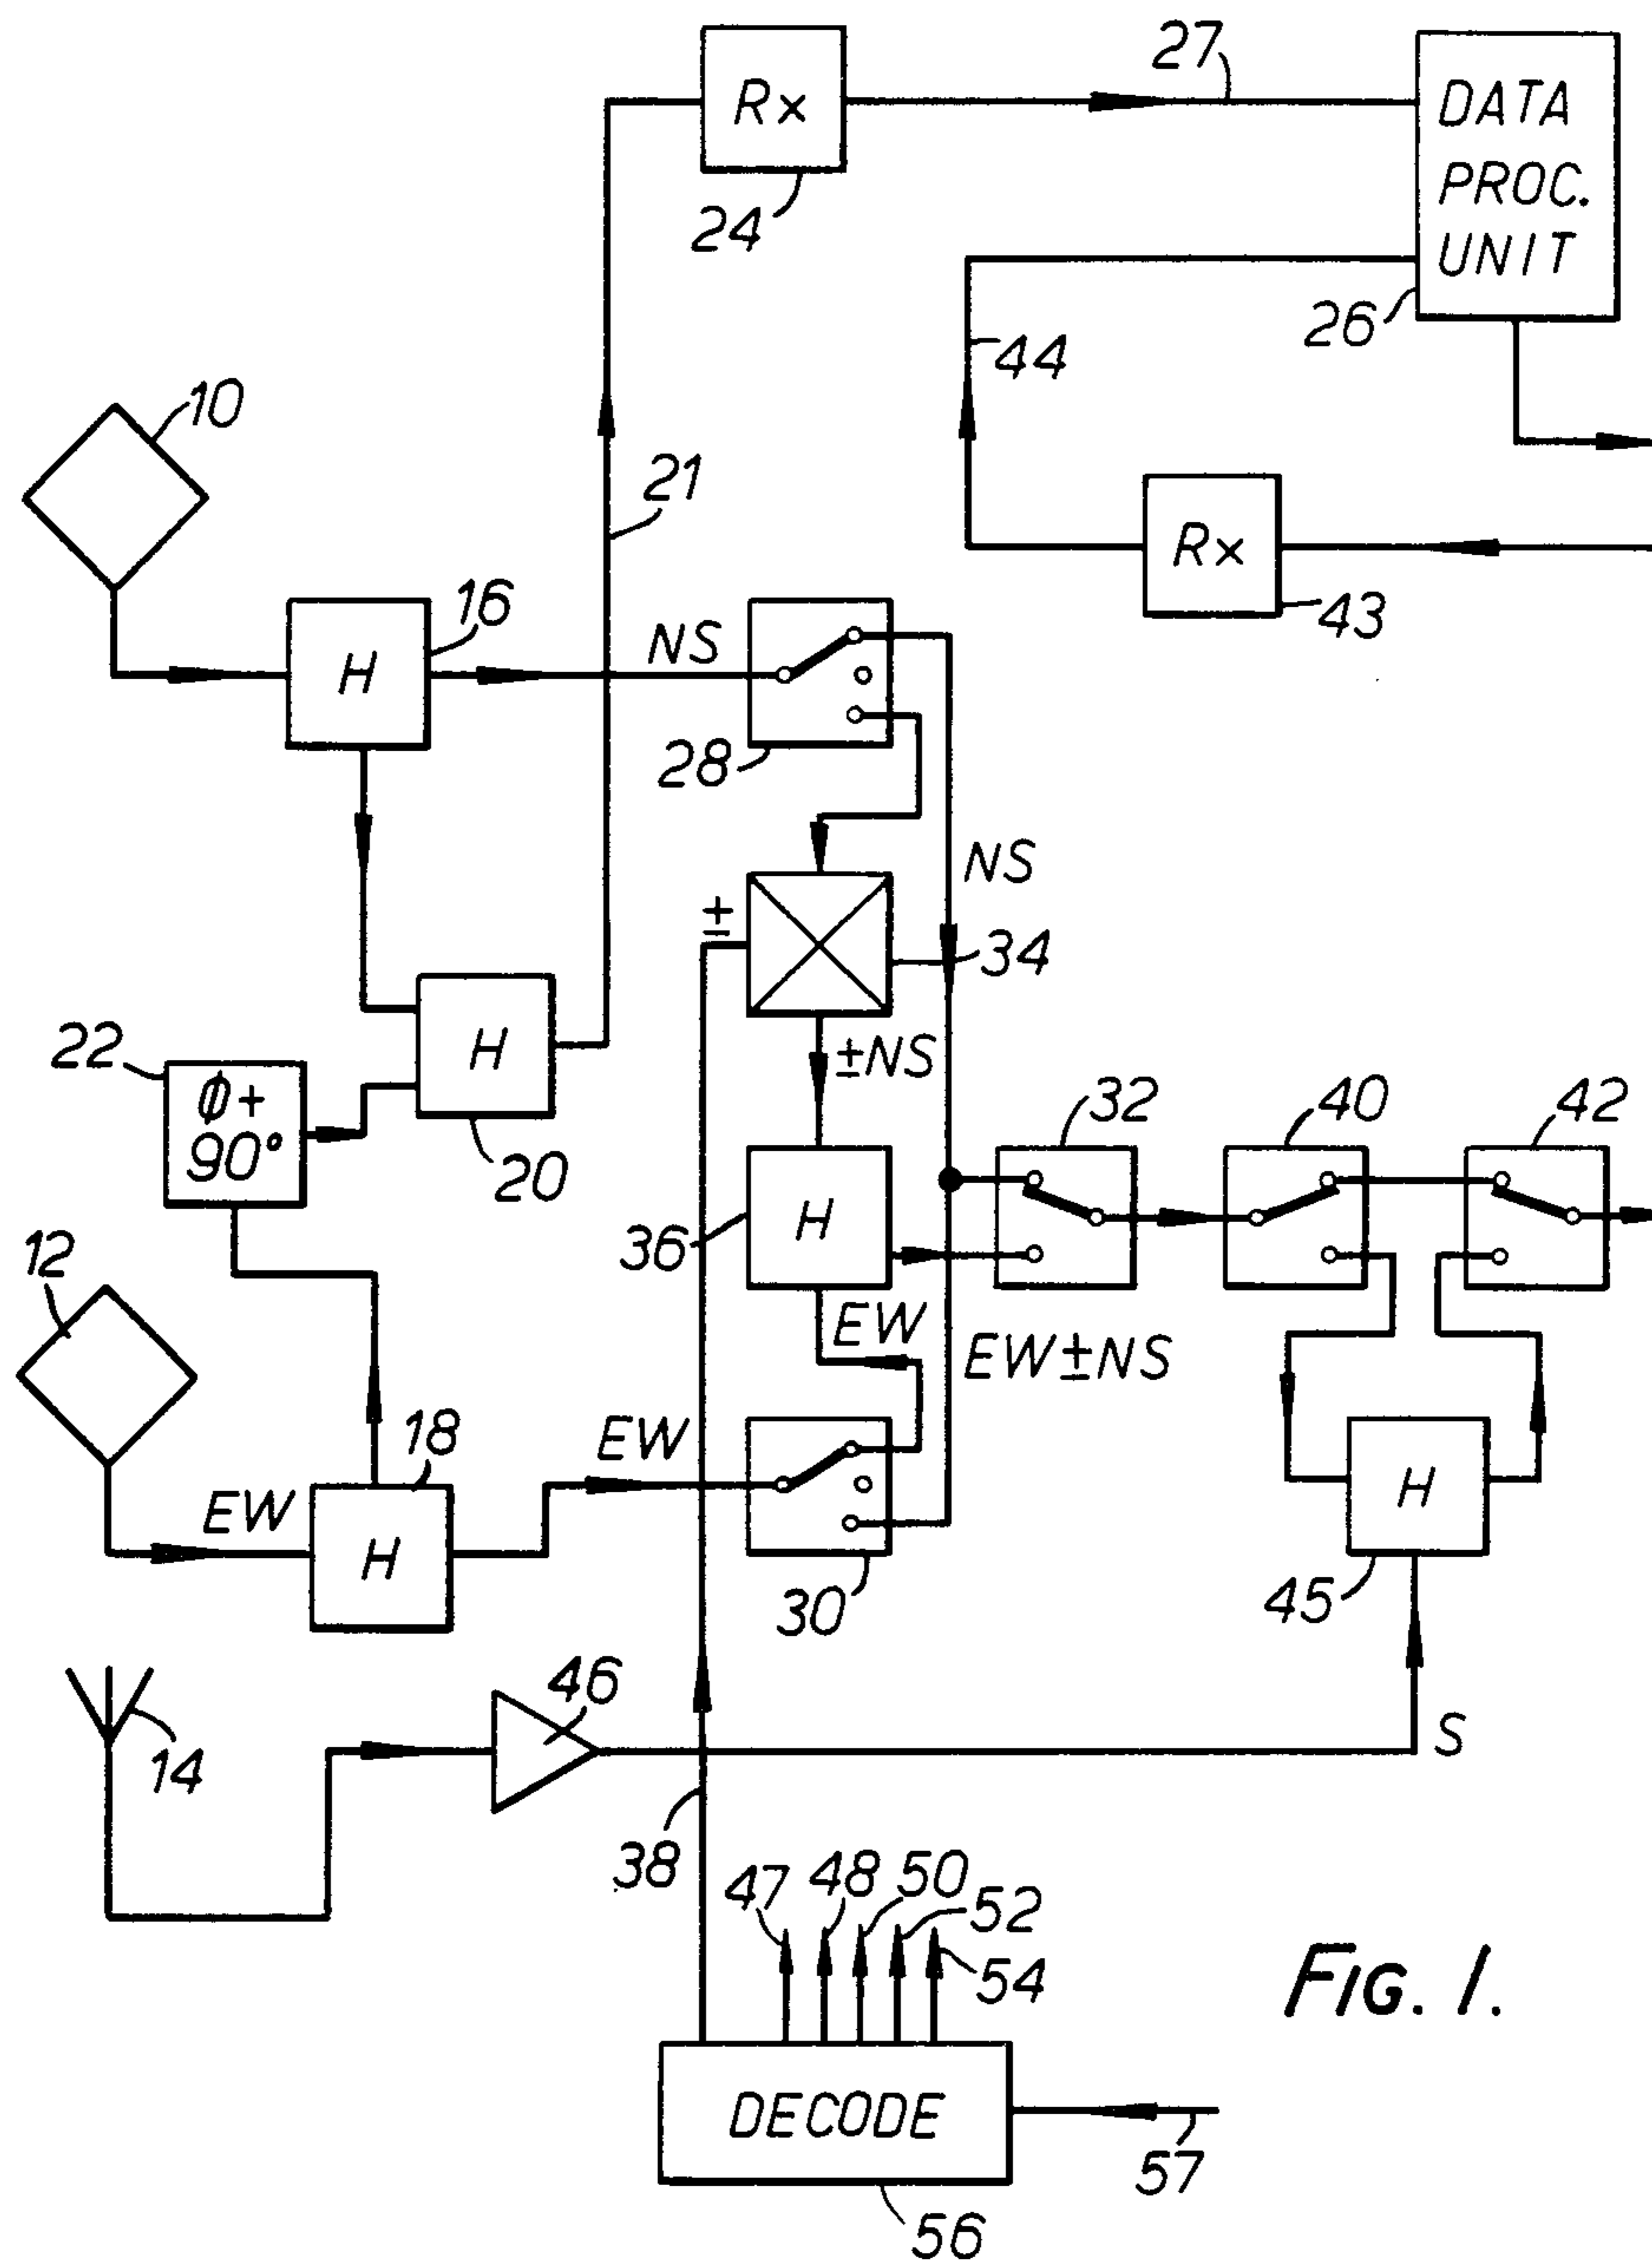 27
Rx
DATA
PROC.
UNIT
24
26
44
10
21
Rx
16
43
NS
H
28
NS
±
34
22
ϕ+
90°
H
±NS
20
32
40
42
36
H
12
EW
EW±NS
18
EW
EW
H
H
30
45
46
S
14
38
47
48
50
52
54
FIG. 1.
DECODE
57
56